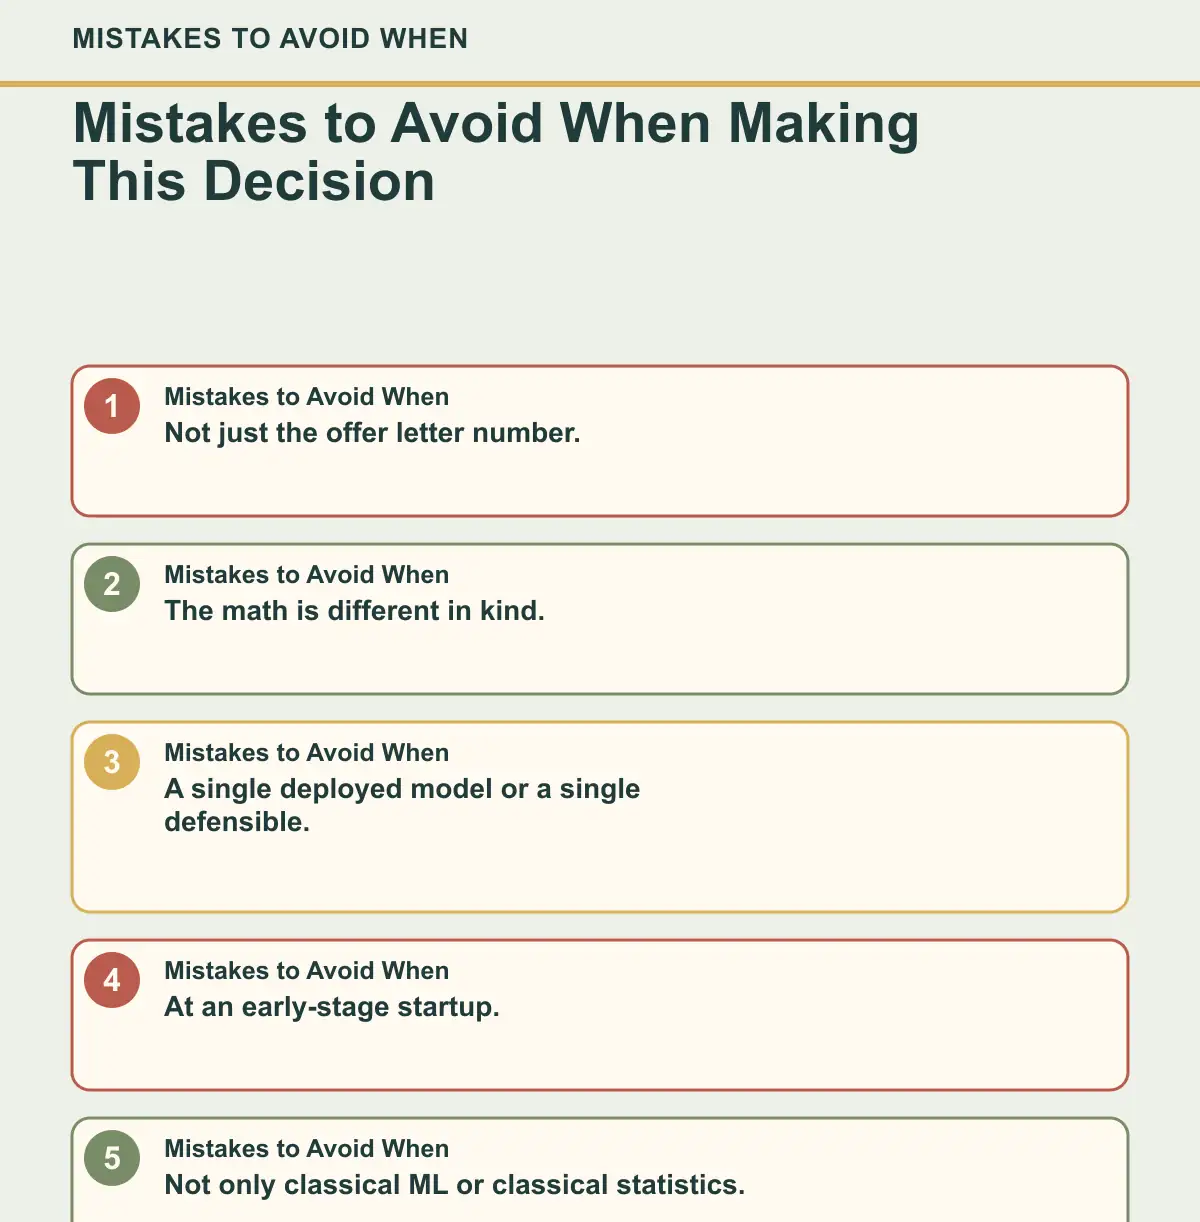 MISTAKES TO AVOID WHEN
Mistakes to Avoid When Making
This Decision
1
Mistakes to Avoid When
Not just the offer letter number.
2
Mistakes to Avoid When
The math is different in kind.
3
Mistakes to Avoid When
A single deployed model or a single
defensible.
4
Mistakes to Avoid When
At an early-stage startup.
5
Mistakes to Avoid When
Not only classical ML or classical statistics.